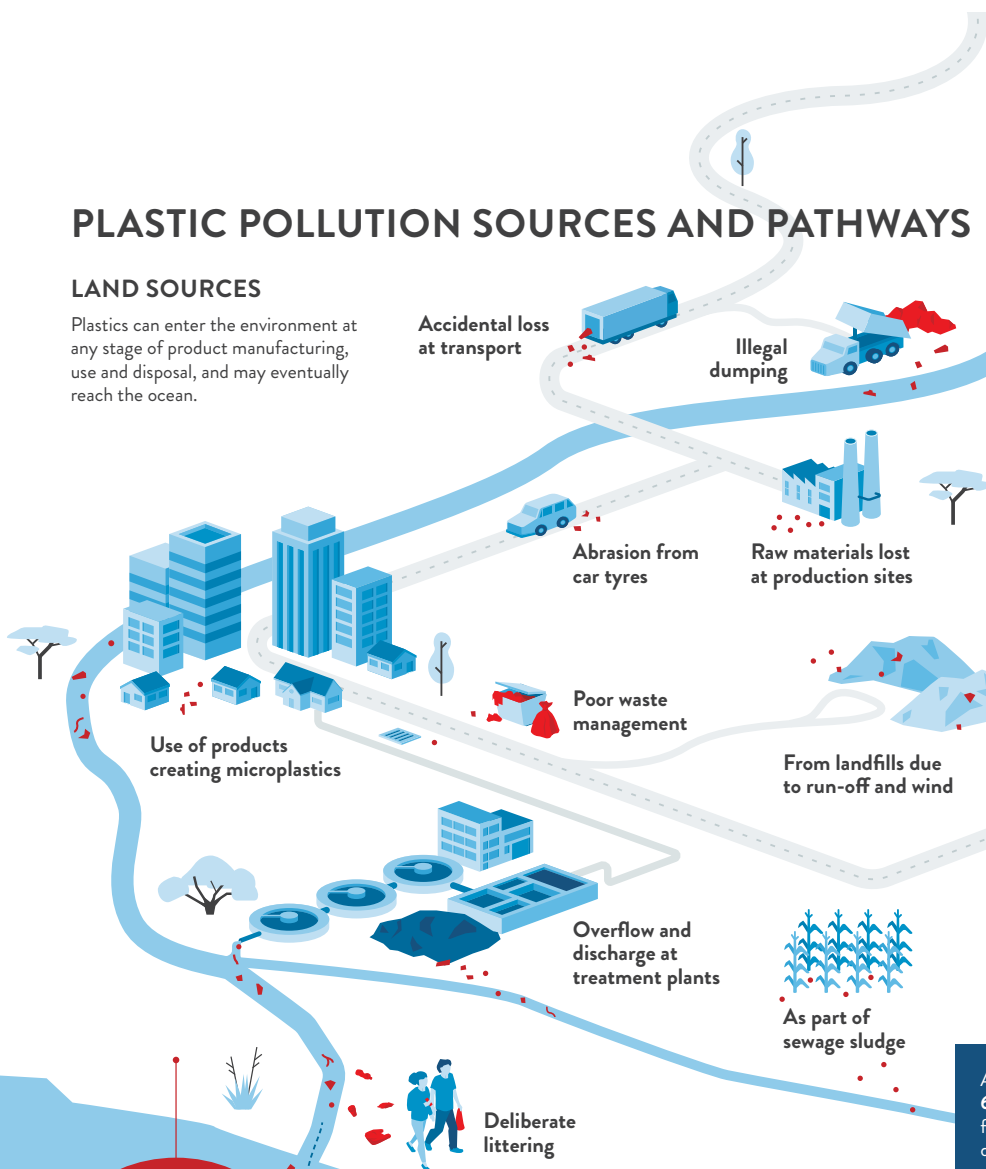 PLASTIC POLLUTION SOURCES AND PATHWAYS
LAND SOURCES
Plastics can enter the environment at
any stage of product manufacturing,
use and disposal, and may eventually
reach the ocean.
Accidental loss
at transport
Illegal
dumping
Abrasion from
car tyres
Raw materials lost
at production sites
Poor waste
management
Use of products
creating microplastics
From landfills due
to run-off and wind
Overflow and
discharge at
treatment plants
As part of
sewage sludge
Deliberate
littering